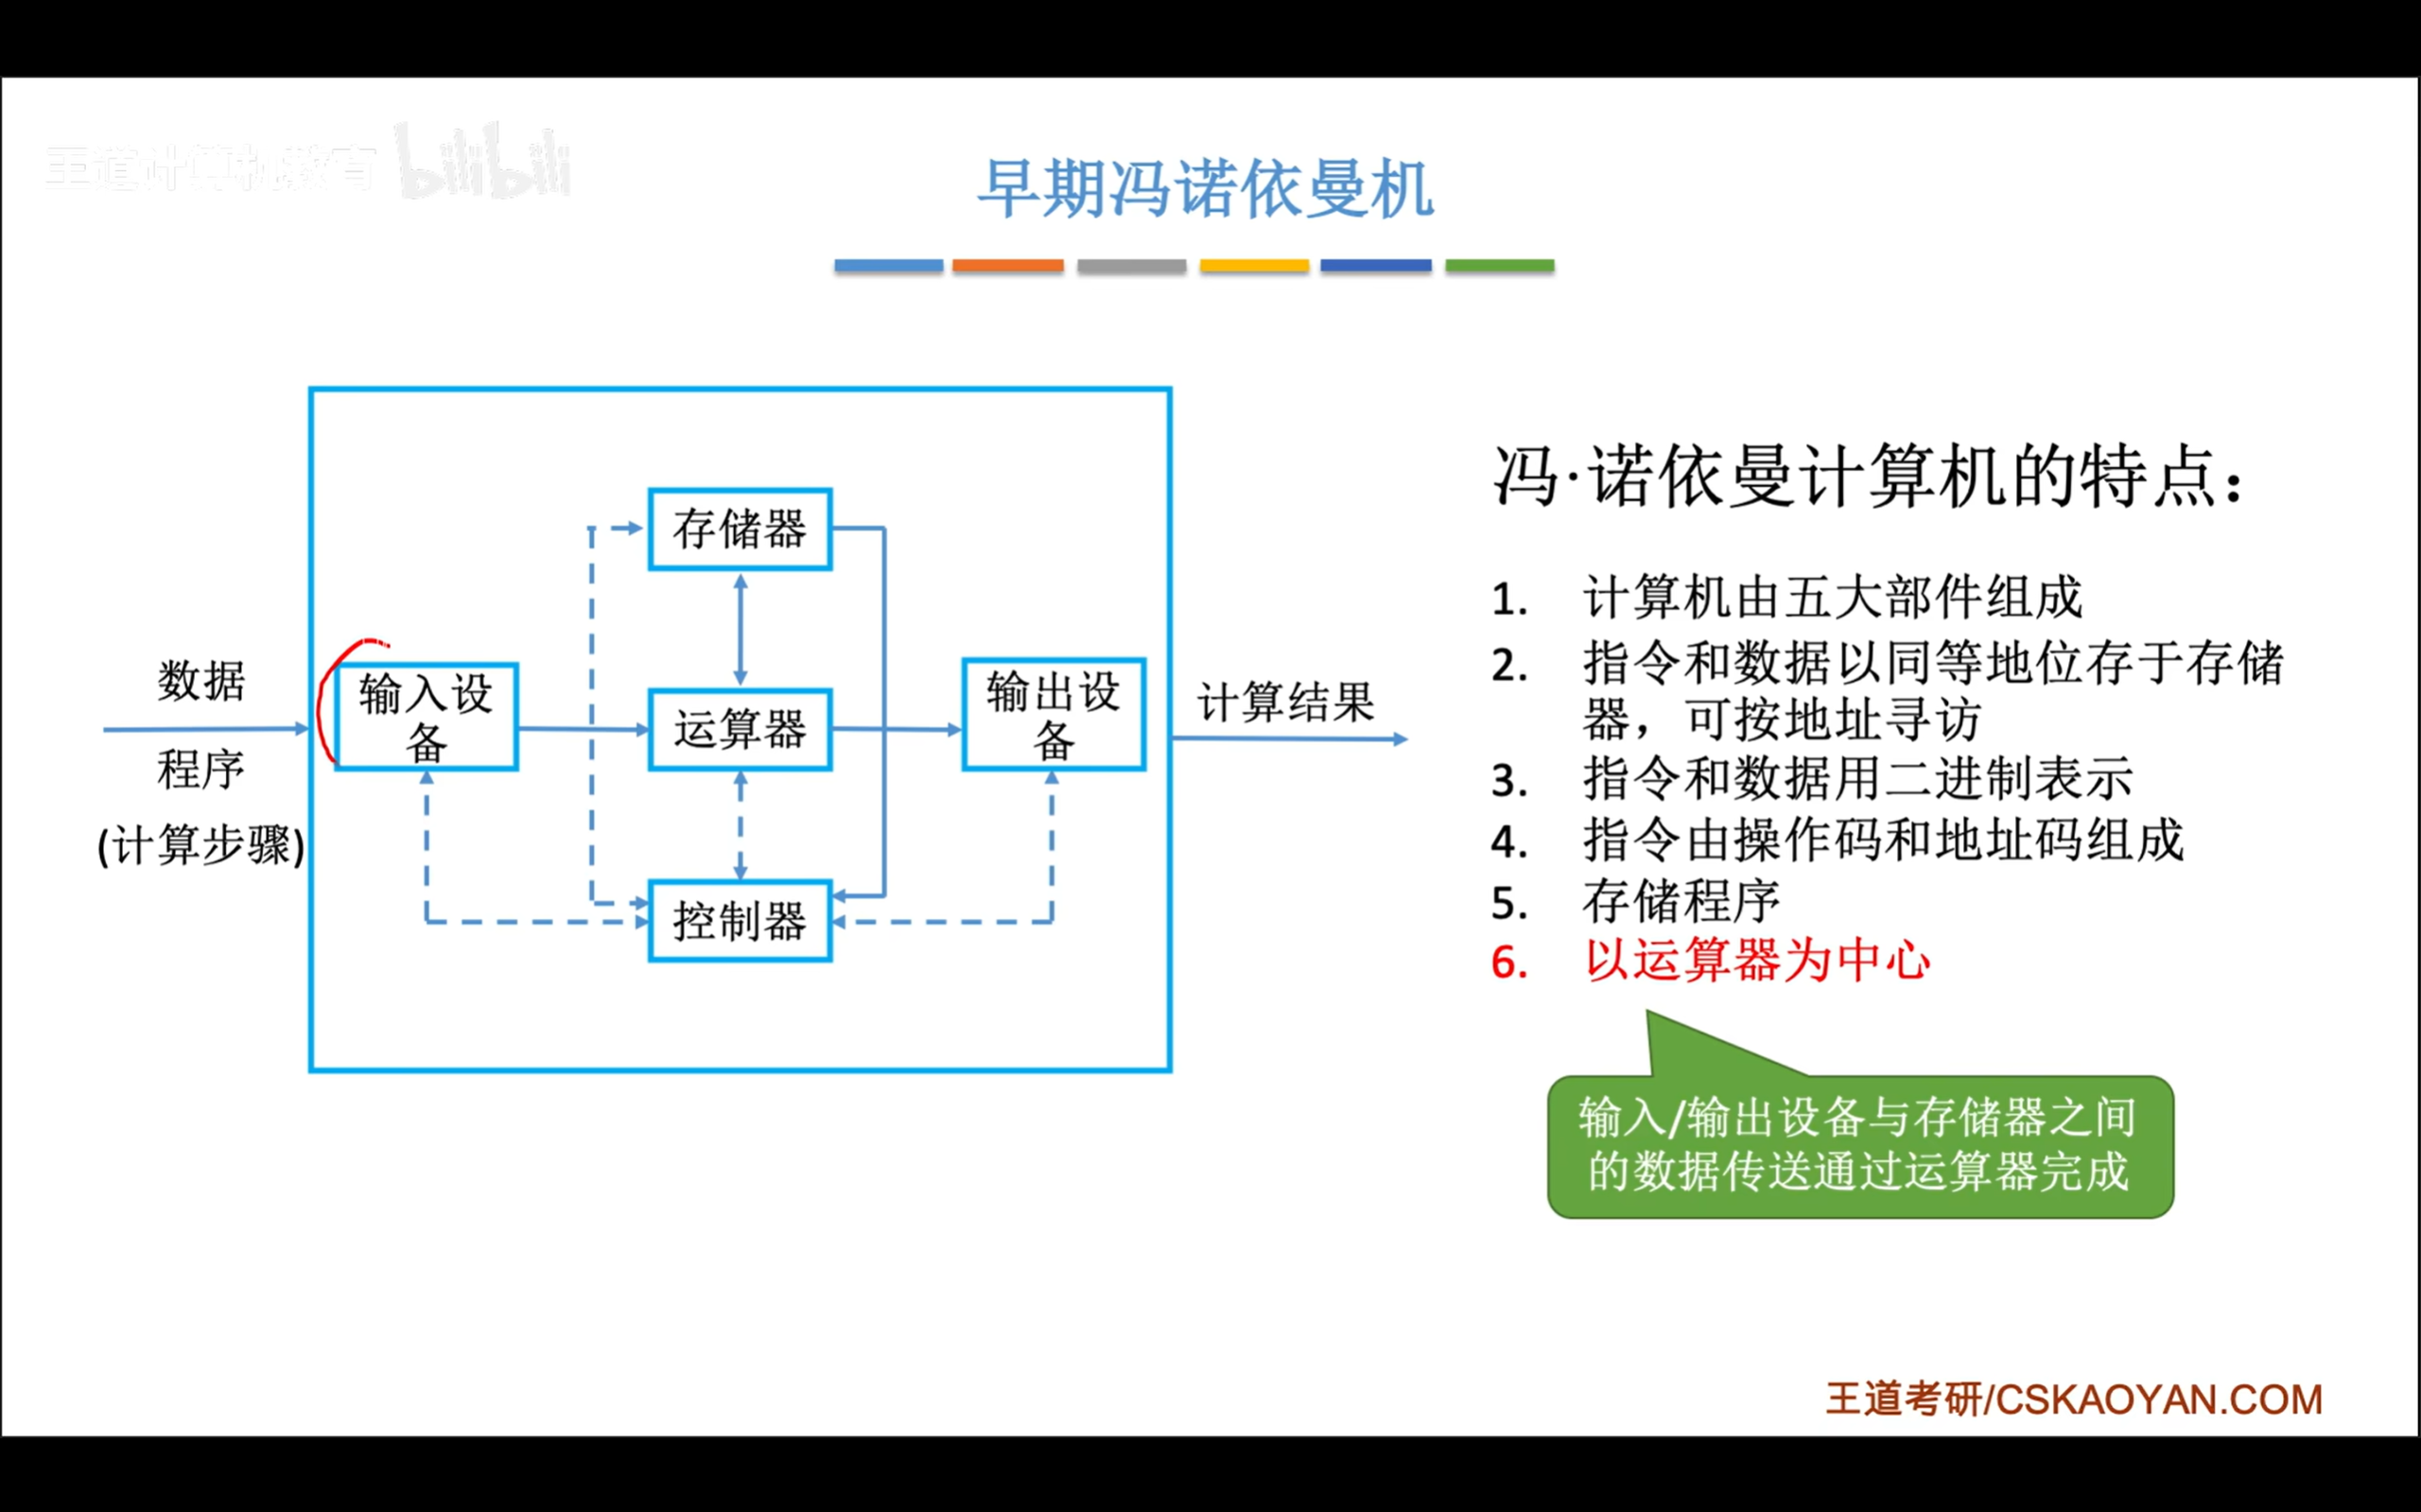 王道计算机教育 bilibili
早期冯诺依曼机
存储器
数据
程序
(计算步骤)
输入设
备
运算器
输出设
备
计算结果
控制器
冯·诺依曼计算机的特点：
1. 计算机由五大部件组成
2. 指令和数据以同等地位存于存储
器，可按地址寻访
3. 指令和数据用二进制表示
4. 指令由操作码和地址码组成
5. 存储程序
6. 以运算器为中心
输入/输出设备与存储器之间
的数据传送通过运算器完成
王道考研/CSKAOYAN.COM